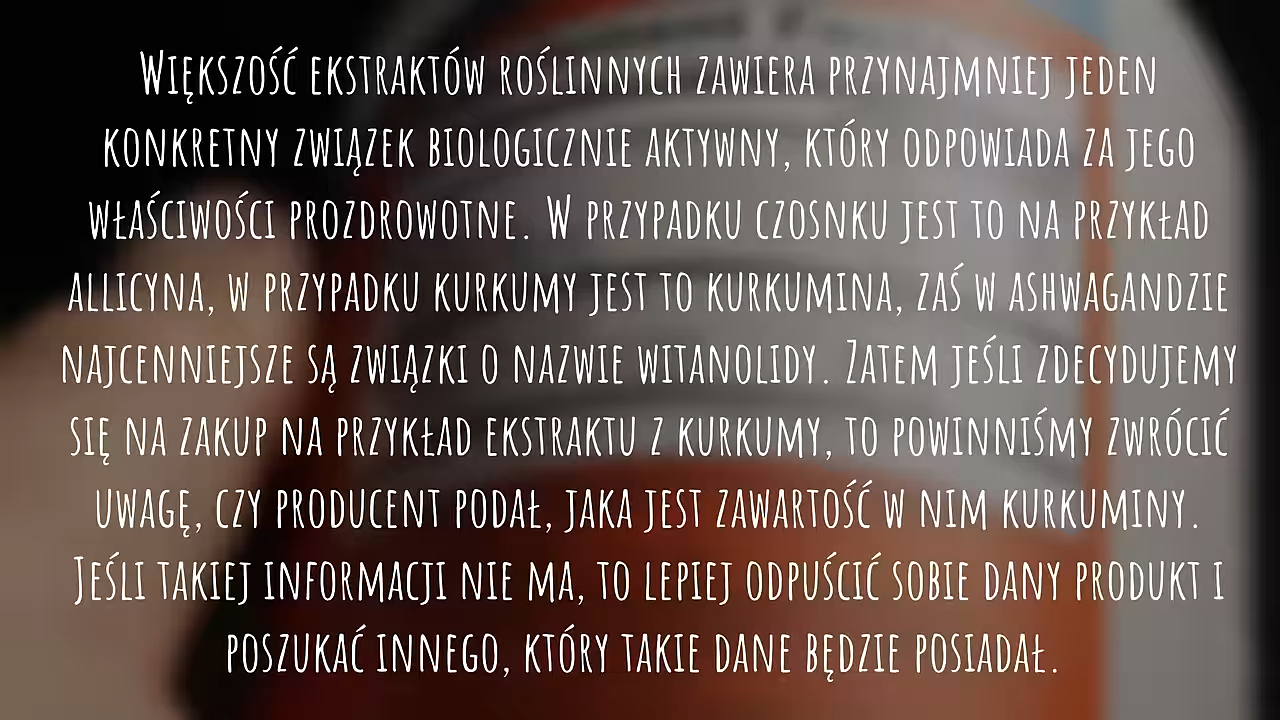 Większość ekstraktów roślinnych zawiera przynajmniej jeden
konkretny związek biologicznie aktywny, który odpowiada za jego
właściwości prozdrowotne. W przypadku czosnku jest to na przykład
allicyna, w przypadku kurkumy jest to kurkumina, zaś w ashwagandzie
najcenniejsze są związki o nazwie witanolidy. Zatem jeśli zdecydujemy
się na zakup na przykład ekstraktu z kurkumy, to powinniśmy zwrócić
uwagę, czy producent podał, jaka jest zawartość w nim kurkuminy.
Jeśli takiej informacji nie ma, to lepiej odpuścić sobie dany produkt i
poszukać innego, który takie dane będzie posiadał.